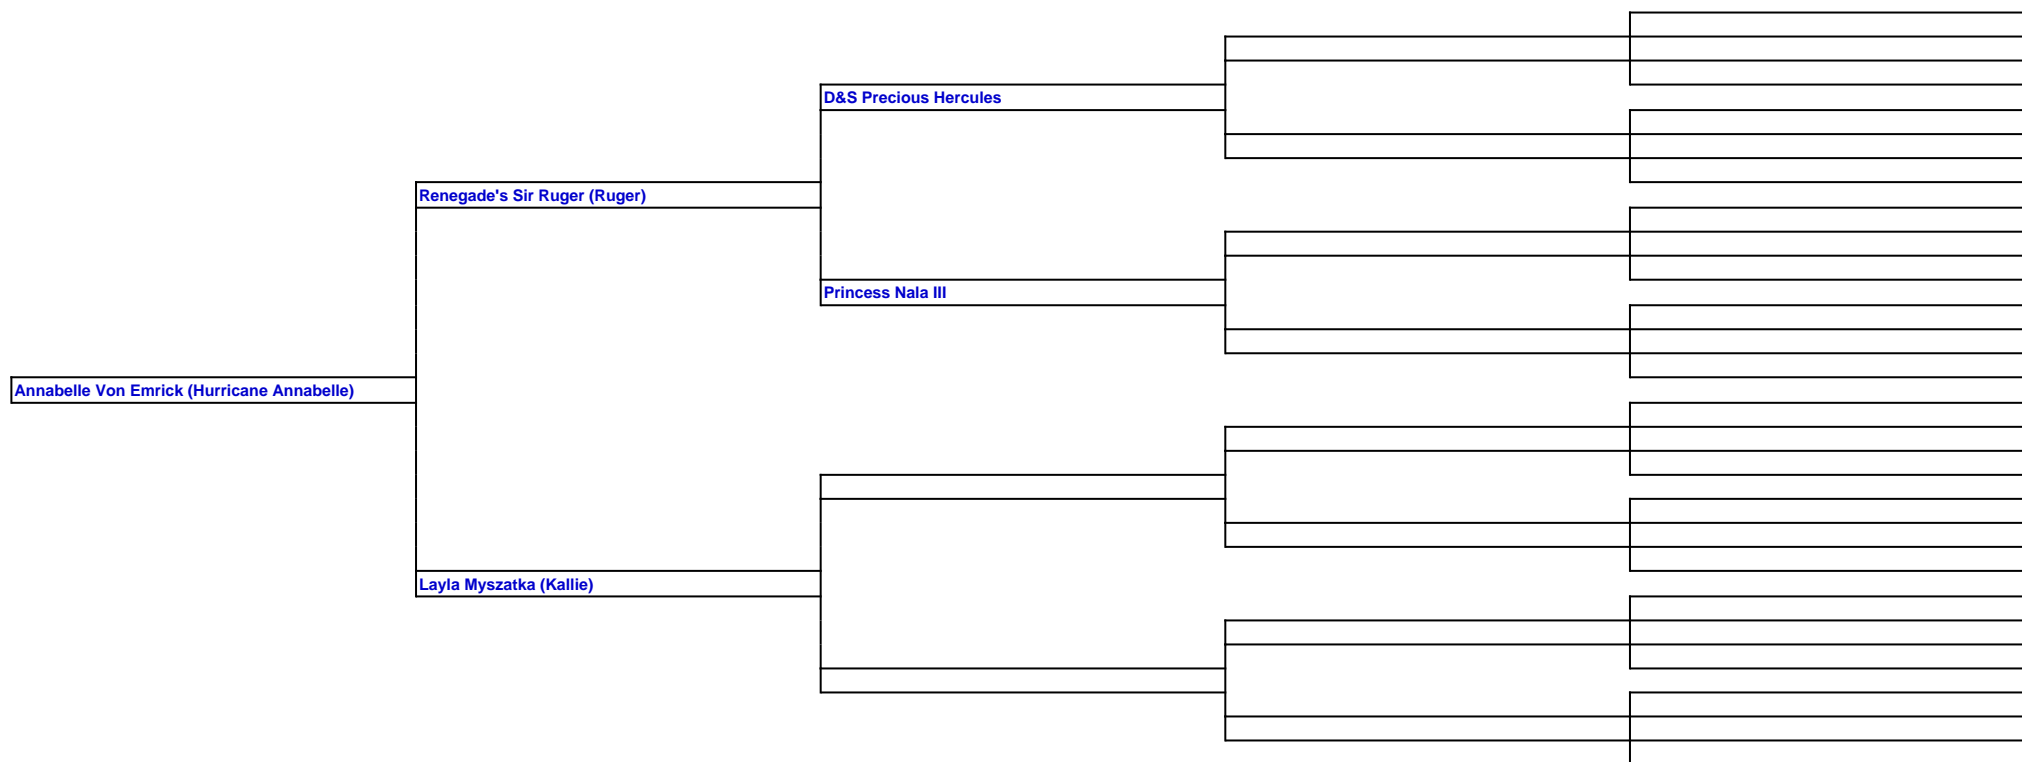 D&S Precious Hercules
Renegade's Sir Ruger (Ruger)
Princess Nala III
Annabelle Von Emrick (Hurricane Annabelle)
Layla Myszatka (Kallie)